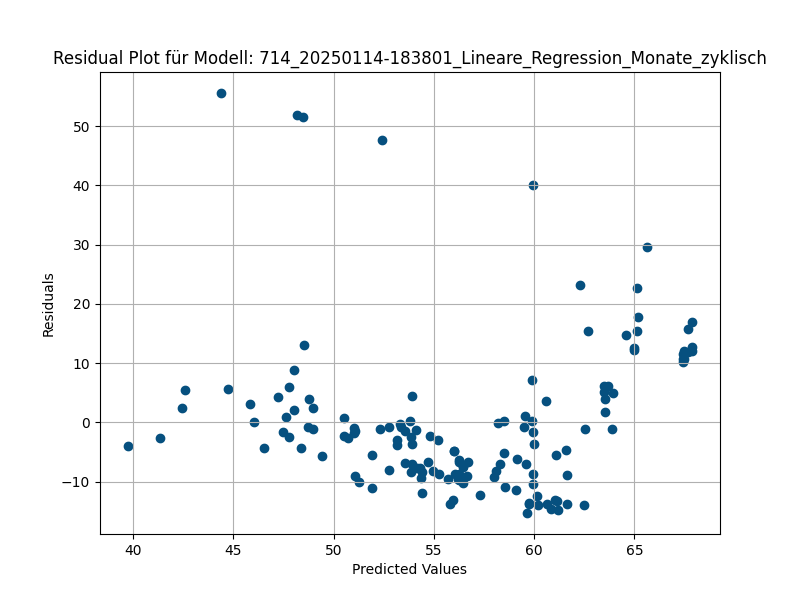 Residual Plot für Modell: 714_20250114-183801_Lineare_Regression_Monate_zyklisch
50
40
30
20
10
0
−10
Residuals
40 45 50 55 60 65
Predicted Values